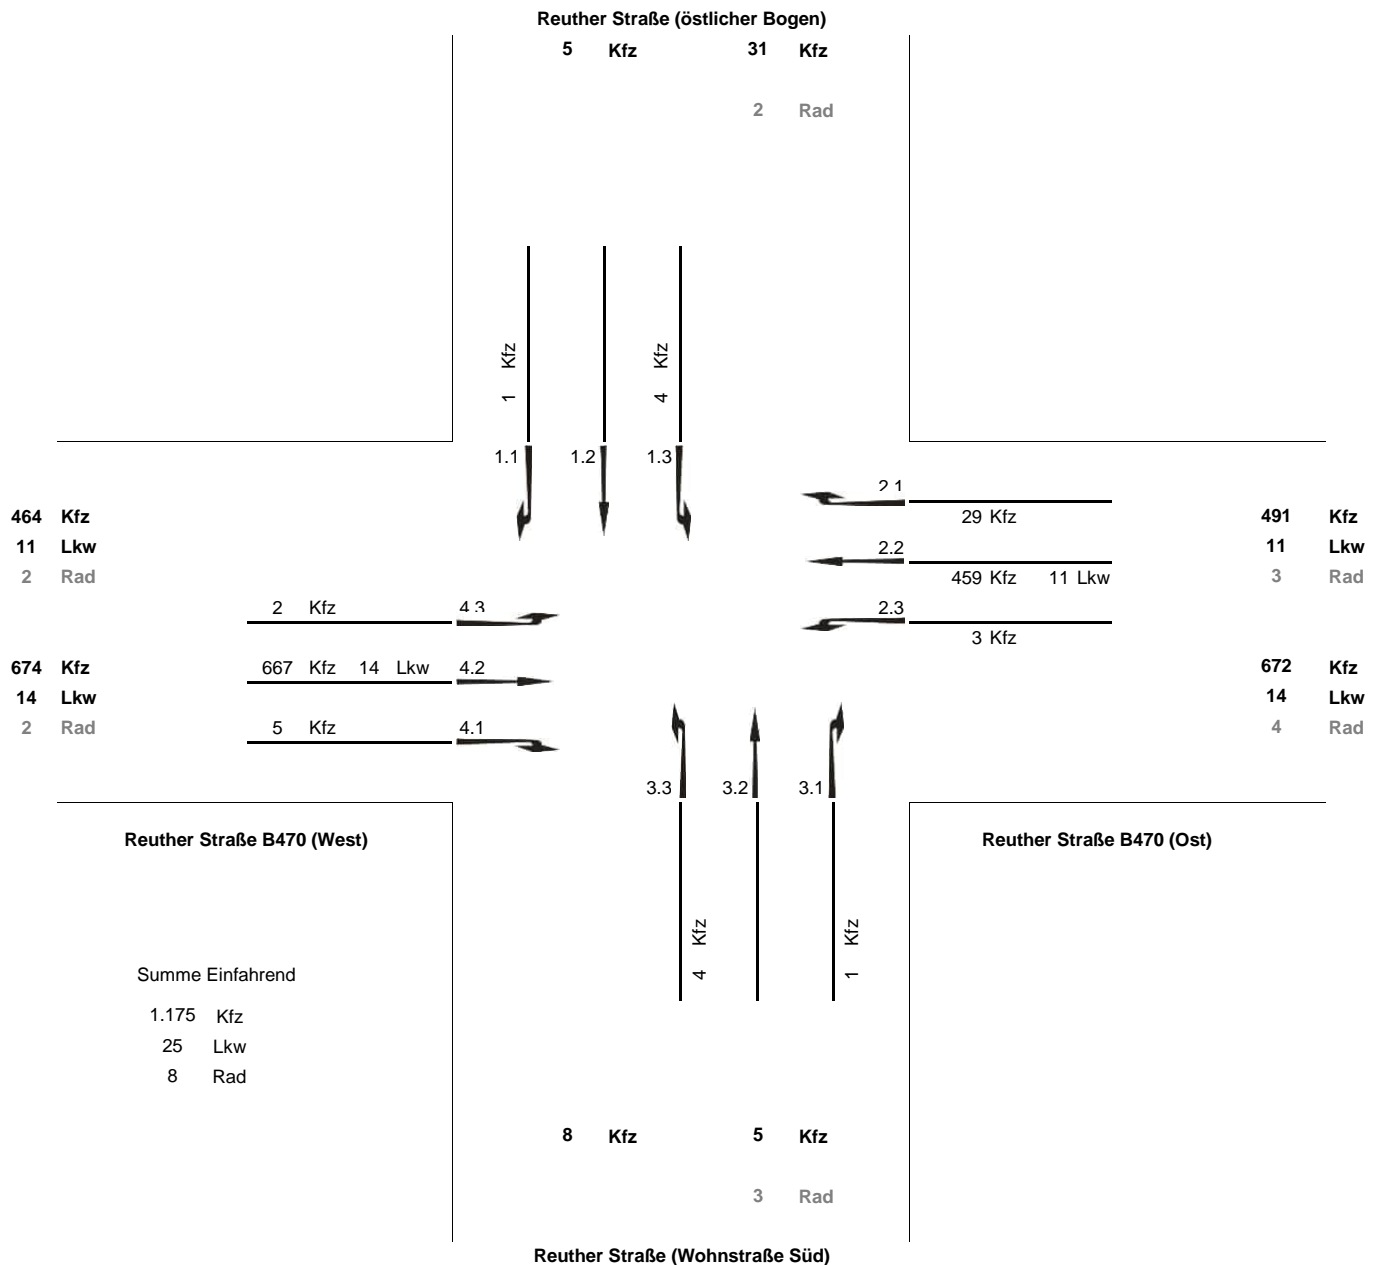 Reuther Straße (östlicher Bogen)
5 Kfz 31 Kfz
2 Rad
1 Kfz
4 Kfz
1.1 1.2 1.3
2.1
29 Kfz
2.2
459 Kfz 11 Lkw
2.3
3 Kfz
464 Kfz
11 Lkw
2 Rad
491 Kfz
11 Lkw
3 Rad
2 Kfz 4.3
667 Kfz 14 Lkw 4.2
5 Kfz 4.1
674 Kfz
14 Lkw
2 Rad
672 Kfz
14 Lkw
4 Rad
3.3 3.2 3.1
4 Kfz
1 Kfz
Reuther Straße B470 (West)
Reuther Straße B470 (Ost)
Summe Einfahrend
1.175 Kfz
25 Lkw
8 Rad
8 Kfz 5 Kfz
3 Rad
Reuther Straße (Wohnstraße Süd)